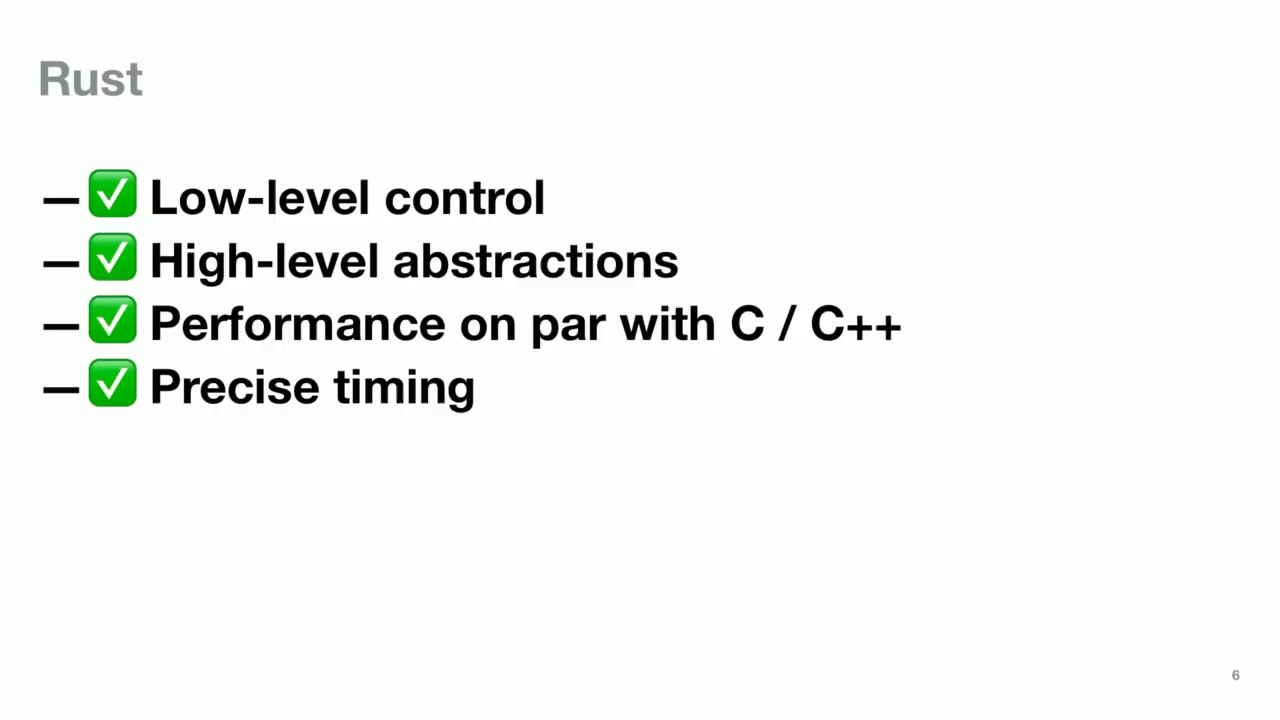 Rust
— ✅ Low-level control
— ✅ High-level abstractions
— ✅ Performance on par with C / C++
— ✅ Precise timing
6